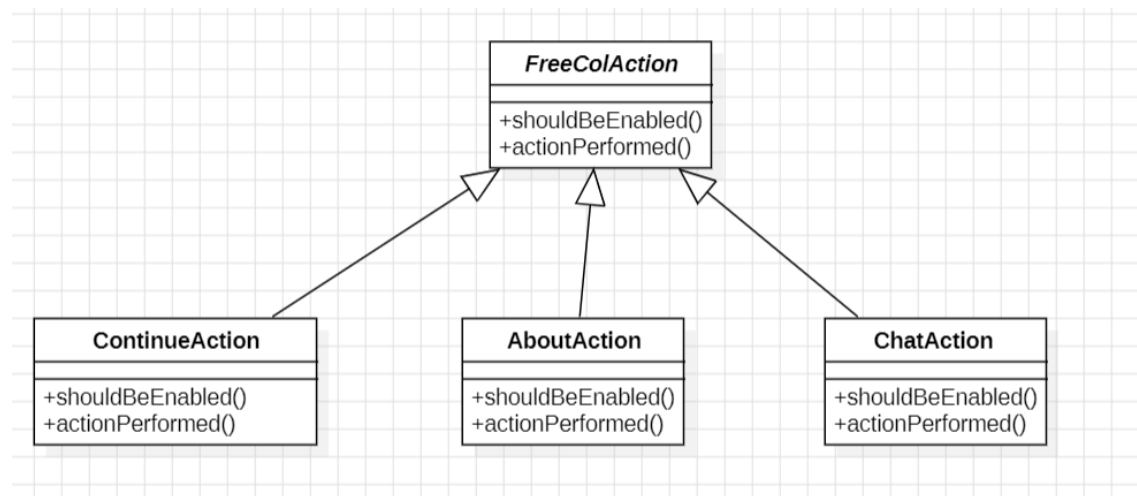 FreeColAction
+shouldBeEnabled()
+actionPerformed()
ContinueAction
+shouldBeEnabled()
+actionPerformed()
AboutAction
+shouldBeEnabled()
+actionPerformed()
ChatAction
+shouldBeEnabled()
+actionPerformed()